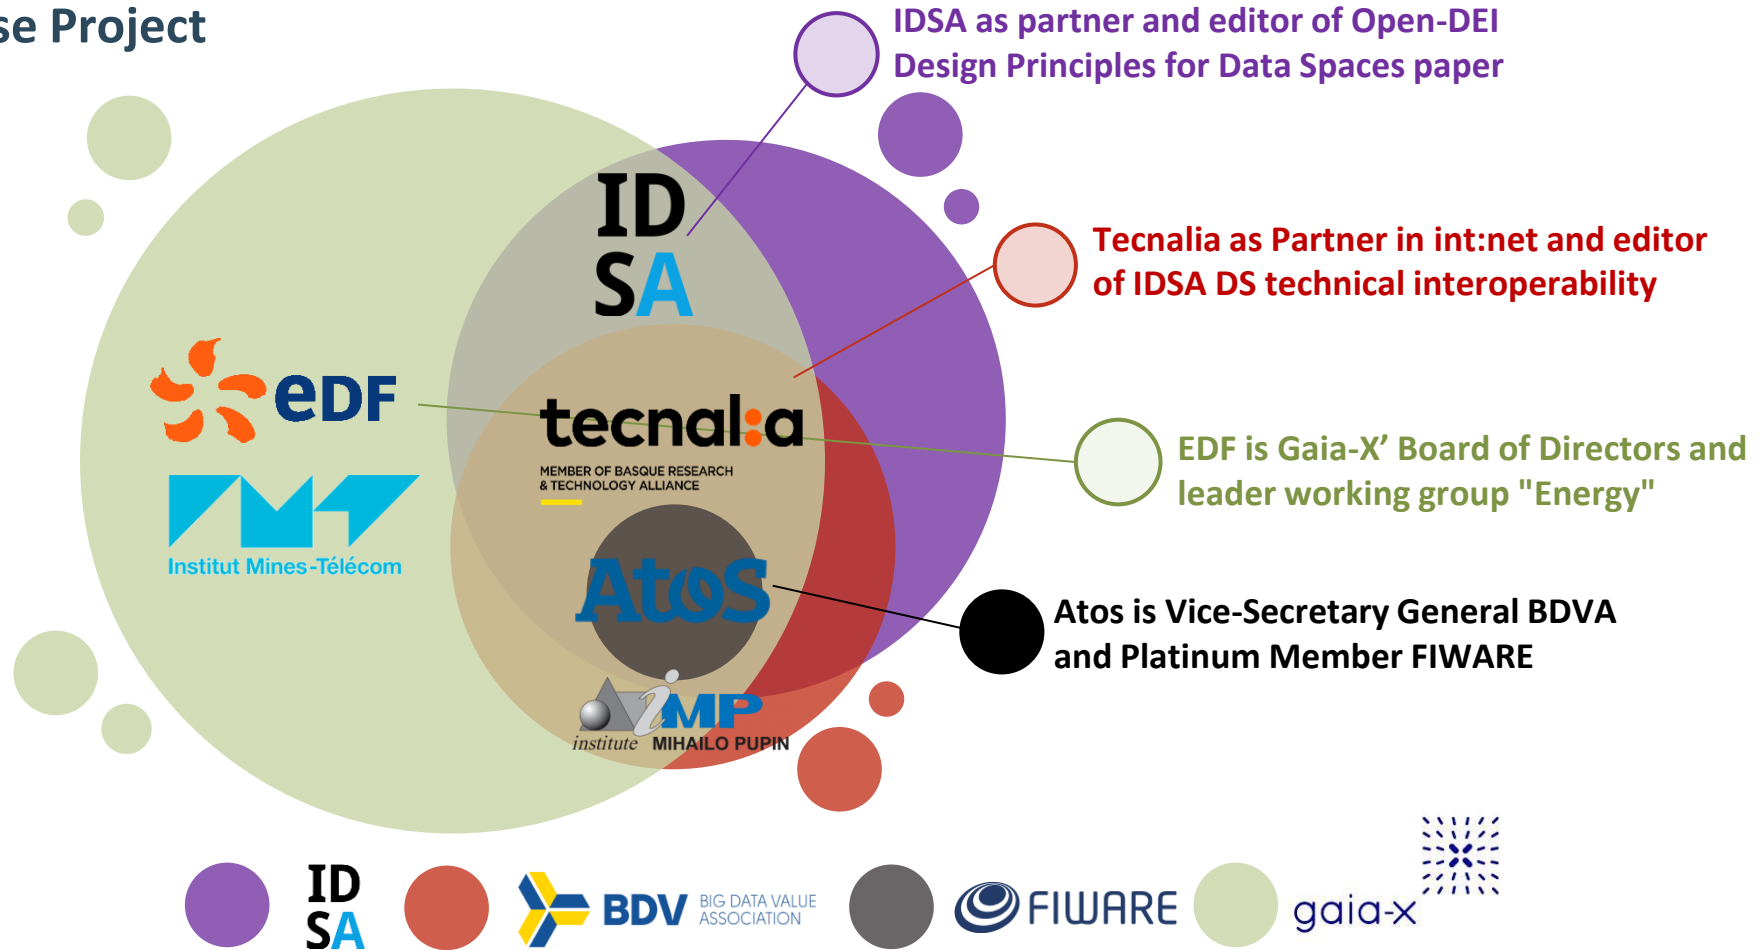 se Project
IDSA as partner and editor of Open-DEI
Design Principles for Data Spaces paper
ID
SA
Tecnalia as Partner in int:net and editor
of IDSA DS technical interoperability
eDF
tecnalia
MEMBER OF BASQUE RESEARCH
& TECHNOLOGY ALLIANCE
EDF is Gaia-X’ Board of Directors and
leader working group "Energy"
Institut Mines-Télécom
Atos
Atos is Vice-Secretary General BDVA
and Platinum Member FIWARE
iMP
institute MIHAILO PUPIN
ID
SA
BDV BIG DATA VALUE
ASSOCIATION
FIWARE
gaia-x